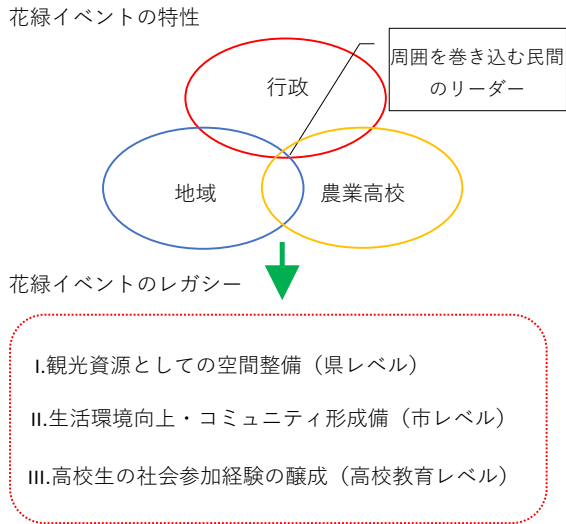 花緑イベントの特性
周囲を巻き込む民間
のリーダー
行政
地域
農業高校
花緑イベントのレガシー
I.観光資源としての空間整備（県レベル）
II.生活環境向上・コミュニティ形成備（市レベル）
III.高校生の社会参加経験の醸成（高校教育レベル）